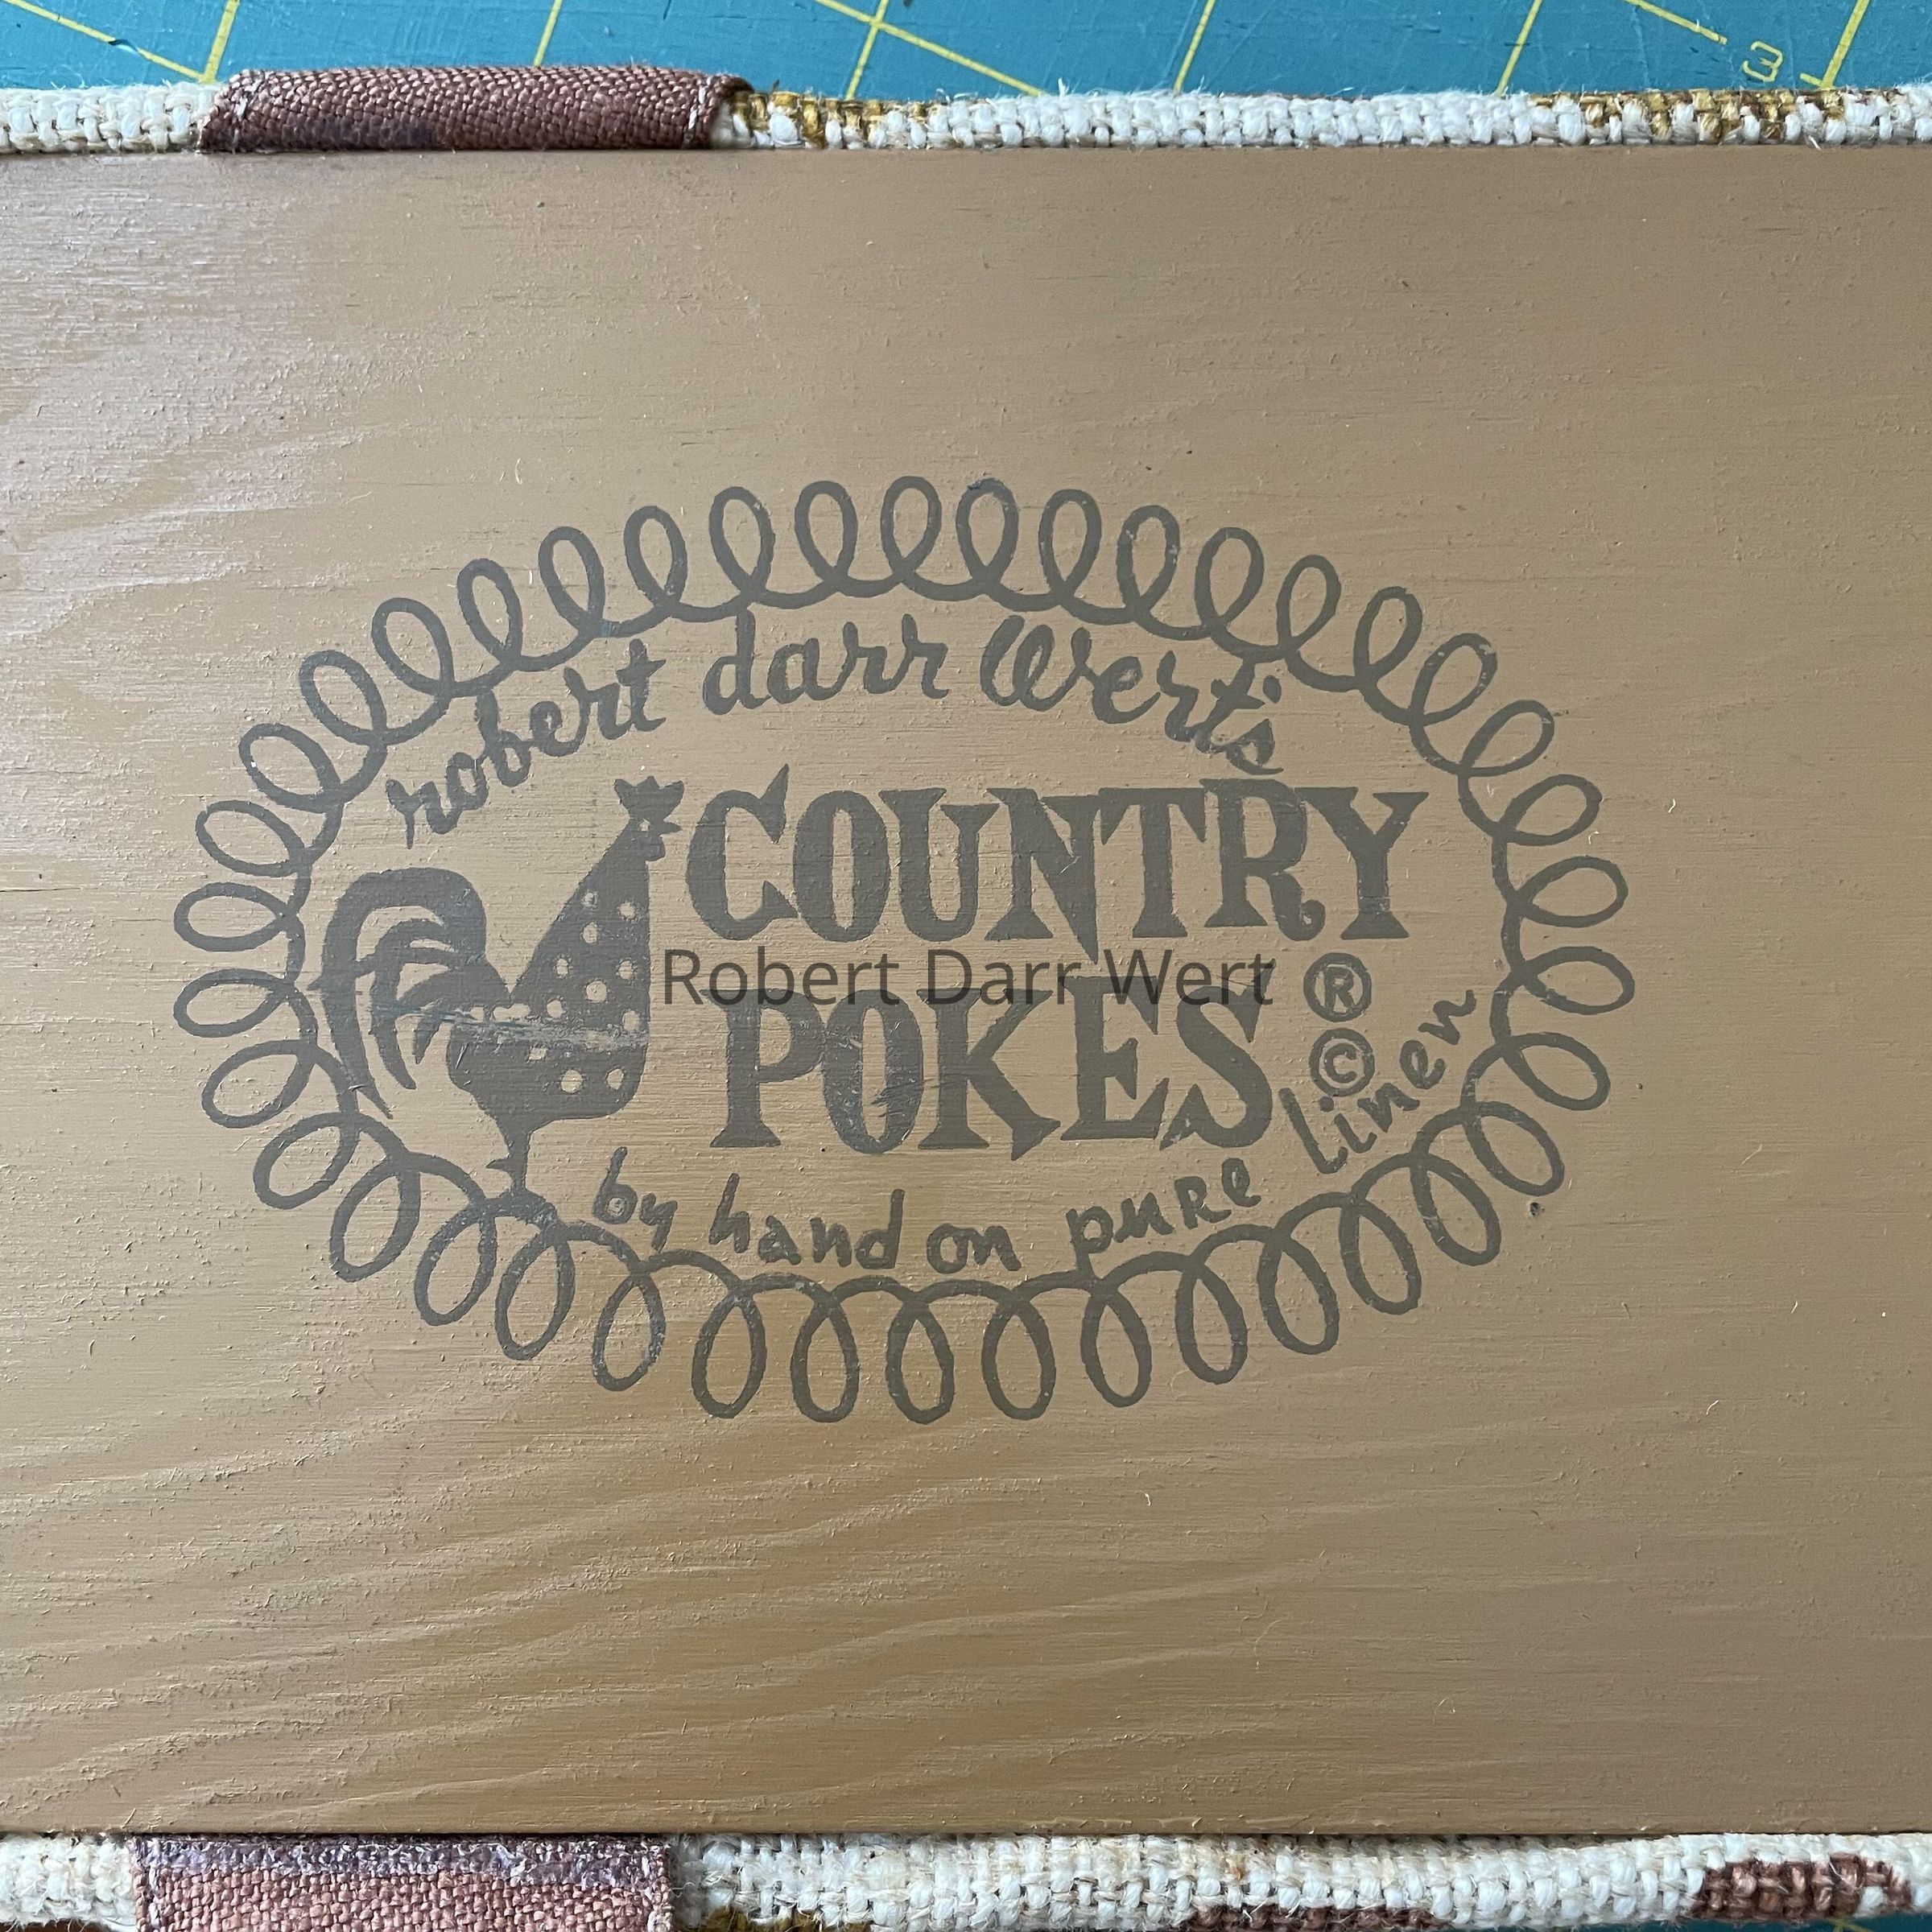 3
robert darr Wert's
COUNTRY
Robert Darr Wert
POKES ® ©
by hand on pure linen